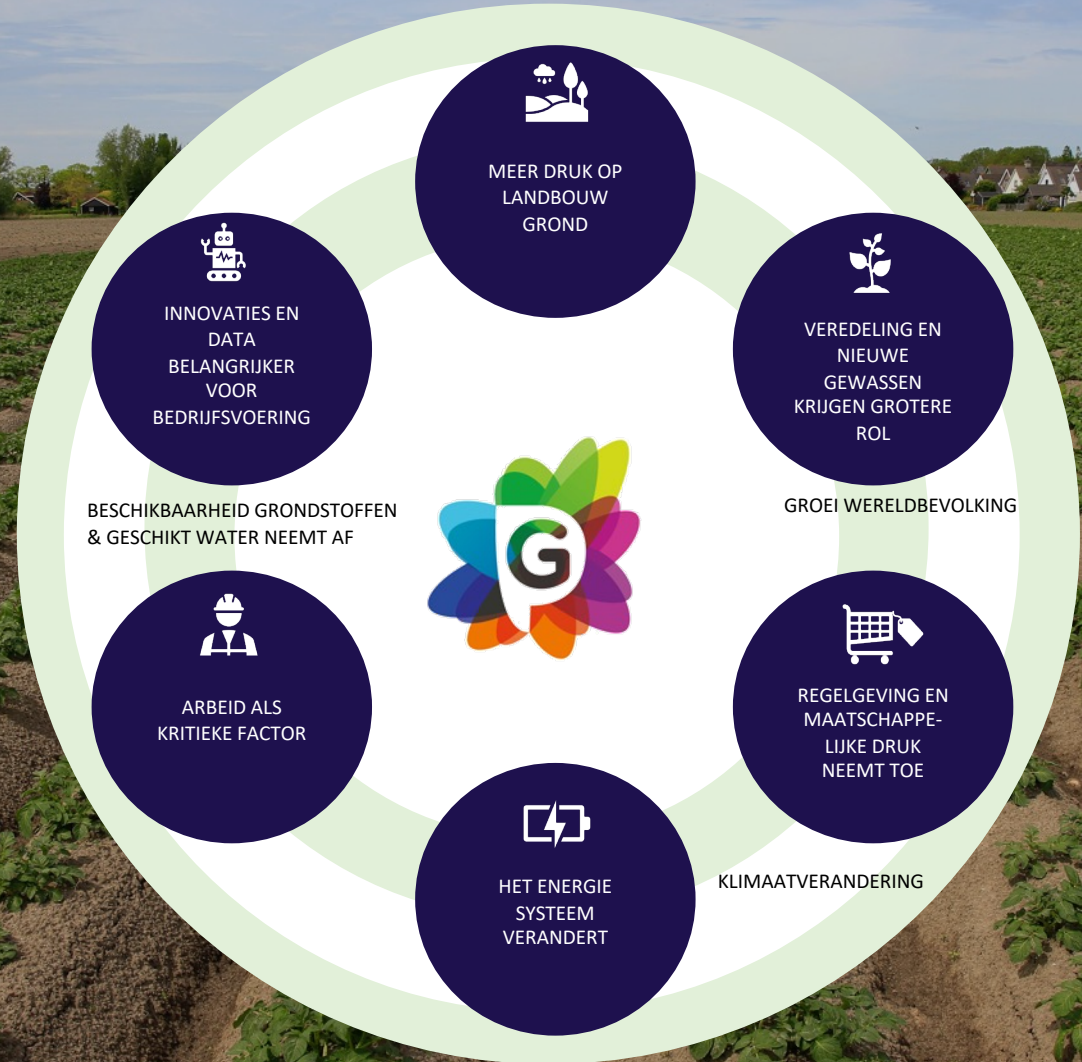 MEER DRUK OP
LANDBOUW
GROND
INNOVATIES EN
DATA
BELANGRIJKER
VOOR
BEDRIJFSVOERING
VEREDELING EN
NIEUWE
GEWASSEN
KRIJGEN GROTERE
ROL
BESCHIKBAARHEID GRONDSTOFFEN
& GESCHIKT WATER NEEMT AF
GROEI WERELDBEVOLKING
G
ARBEID ALS
KRITIEKE FACTOR
REGELGEVING EN
MAATSCHAPPE-
LIJKE DRUK
NEEMT TOE
HET ENERGIE
SYSTEEM
VERANDERT
KLIMAATVERANDERING